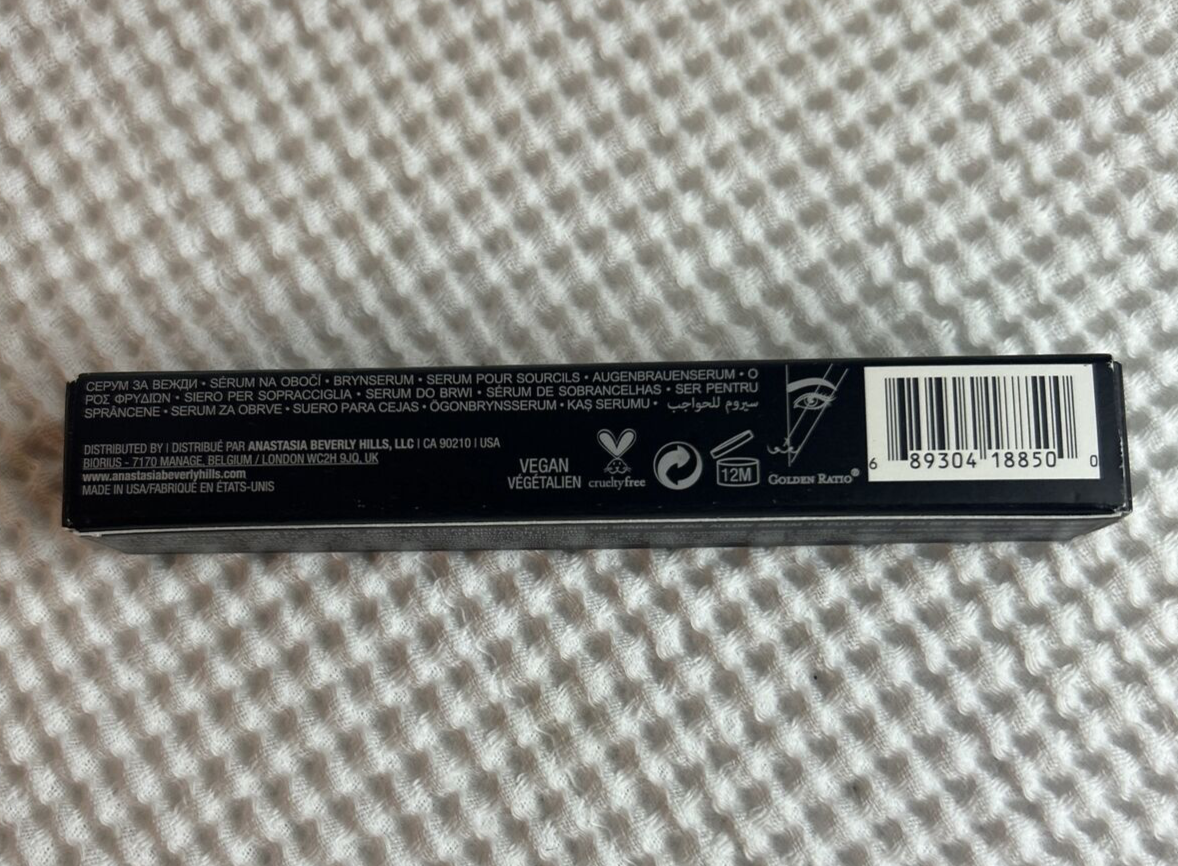 СЕРУМ ЗА ВЕЖДИ • SÉRUM NA OBOČÍ • BRYNSERUM • SERUM POUR SOURCILS • AUGENBRAUENSERUM • Ο
ΡΟΣ ΦΡΥΔΙΩΝ • SIERO PER SOPRACCIGLIA • SERUM DO BRWI • SÉRUM DE SOBRANCELHAS • SER PENTRU
SPRÂNCENE • SERUM ZA OBRVE • SUERO PARA CEJAS • ÖGONBRYNSSERUM • KAŞ SERUMU • سيروم للحواجب
DISTRIBUTED BY | DISTRIBUÉ PAR ANASTASIA BEVERLY HILLS, LLC | CA 90210 | USA
BIORIUS - 7170 MANAGE, BELGIUM / LONDON WC2H 9JQ, UK
www.anastasiabeverlyhills.com
MADE IN USA/FABRIQUÉ EN ÉTATS-UNIS
VEGAN
VÉGÉTALIEN
crueltyfree
12M
GOLDEN RATIO®
6 89304 18850 0